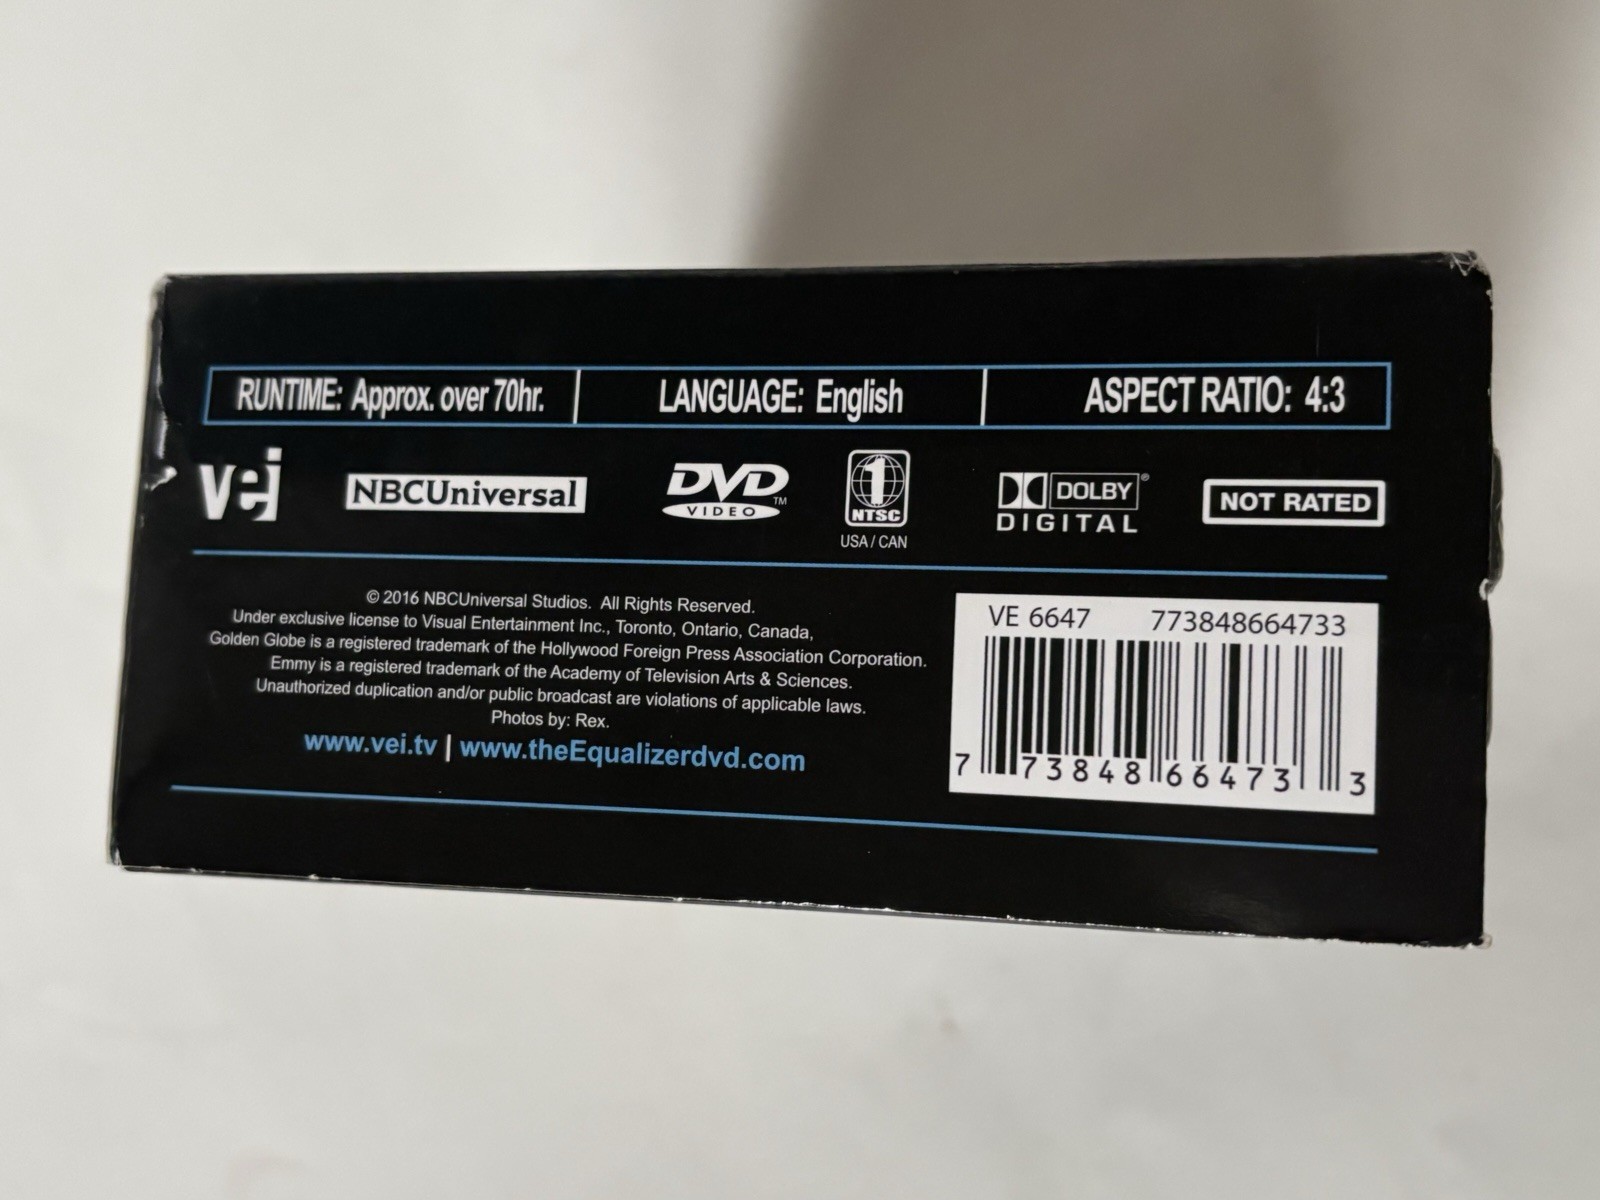 RUNTIME: Approx. over 70hr. LANGUAGE: English ASPECT RATIO: 4:3
vei NBCUniversal DVD VIDEO TM 1 NTSC USA / CAN DOLBY ® DIGITAL NOT RATED
© 2016 NBCUniversal Studios. All Rights Reserved.
Under exclusive license to Visual Entertainment Inc., Toronto, Ontario, Canada,
Golden Globe is a registered trademark of the Hollywood Foreign Press Association Corporation.
Emmy is a registered trademark of the Academy of Television Arts & Sciences.
Unauthorized duplication and/or public broadcast are violations of applicable laws.
Photos by: Rex.
www.vei.tv | www.theEqualizerdvd.com
VE 6647 773848664733
7 73848 66473 3